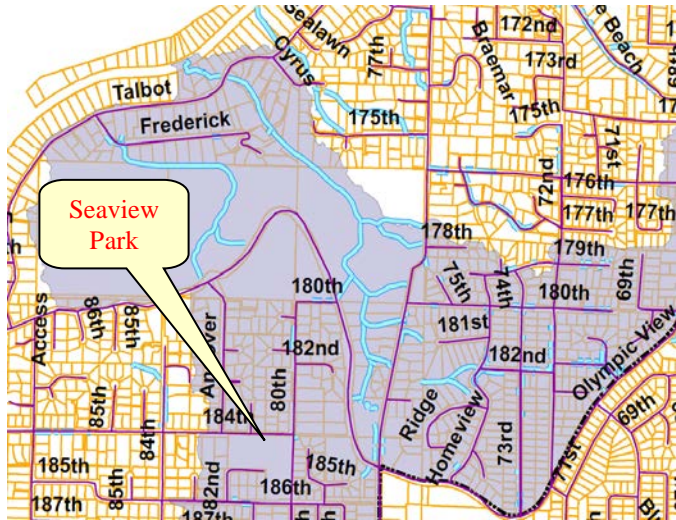 Sealawn
172nd
Beach
77th
Braemar
173rd
Cyrus
Talbot
175th
175th
Frederick
71st
72nd
176th
Seaview
Park
177th
177th
178th
179th
75th
74th
180th
180th
69th
Access
86th
85th
Andover
181st
182nd
182nd
Olympic View
80th
85th
84th
184th
Ridge
Homeview
73rd
71st
69th
185th
185th
85th
82nd
186th
187th
187th